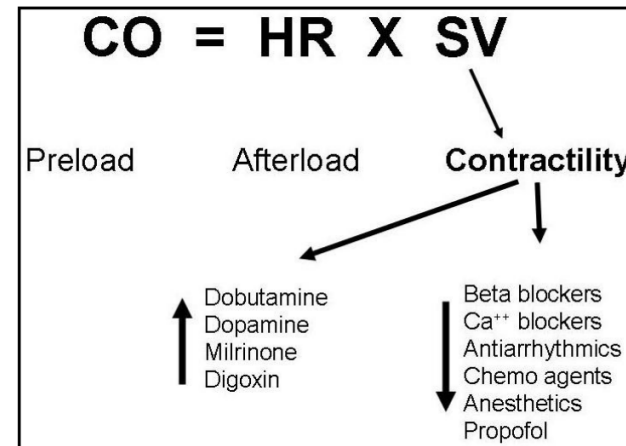 CO = HR X SV
Preload Afterload Contractility
Dobutamine
Dopamine
Milrinone
Digoxin
Beta blockers
Ca⁺⁺ blockers
Antiarrhythmics
Chemo agents
Anesthetics
Propofol